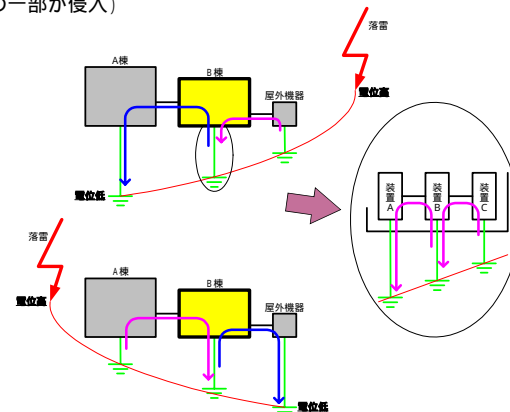 の一部が侵入)
落雷
A棟
B棟
屋外機器
電位高
電位低
装置A
装置B
装置C
落雷
A棟
B棟
屋外機器
電位高
電位低